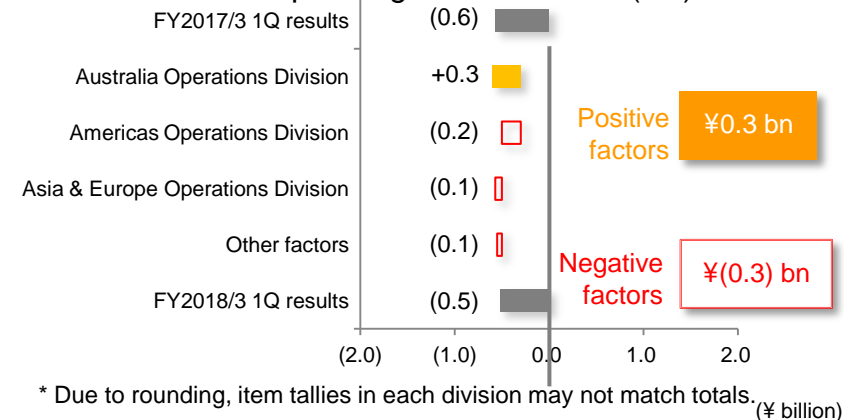 FY2017/3 1Q results (0.6)
Australia Operations Division +0.3
Americas Operations Division (0.2)
Asia & Europe Operations Division (0.1)
Other factors (0.1)
FY2018/3 1Q results (0.5)
Positive
factors
¥0.3 bn
Negative
factors
¥(0.3) bn
(2.0) (1.0) 0.0 1.0 2.0
* Due to rounding, item tallies in each division may not match totals.
(¥ billion)